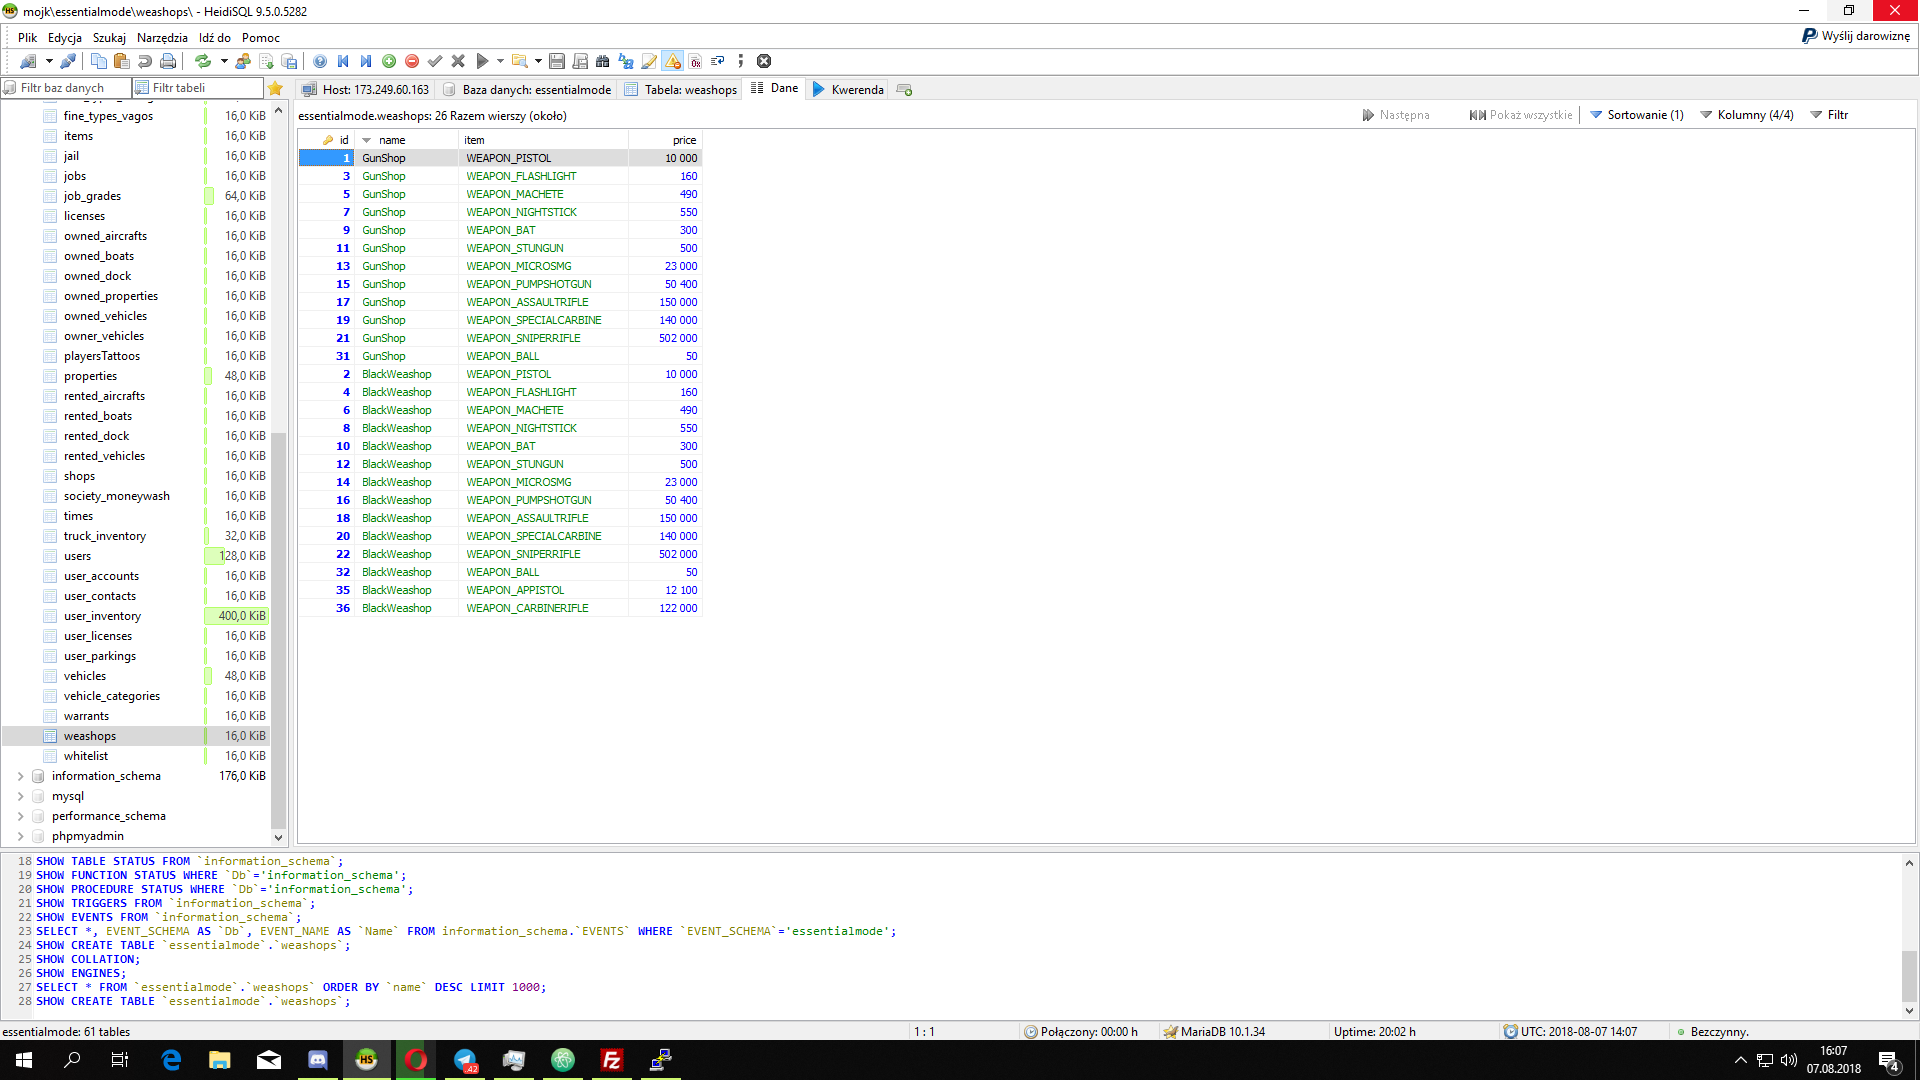 mojk\essentialmode\weashops\ - HeidiSQL 9.5.0.5282
Plik Edycja Szukaj Narzędzia Idź do Pomoc
Wyślij darowiznę
Filtr baz danych Filtr tabeli
Host: 173.249.60.163 Baza danych: essentialmode Tabela: weashops Dane Kwerenda
essentialmode.weashops: 26 Razem wierszy (około)
Następna Pokaż wszystkie Sortowanie (1) Kolumny (4/4) Filtr
fine_types_vagos 16,0 KiB
items 16,0 KiB
jail 16,0 KiB
jobs 16,0 KiB
job_grades 64,0 KiB
licenses 16,0 KiB
owned_aircrafts 16,0 KiB
owned_boats 16,0 KiB
owned_dock 16,0 KiB
owned_properties 16,0 KiB
owned_vehicles 16,0 KiB
owner_vehicles 16,0 KiB
playersTattoos 16,0 KiB
properties 48,0 KiB
rented_aircrafts 16,0 KiB
rented_boats 16,0 KiB
rented_dock 16,0 KiB
rented_vehicles 16,0 KiB
shops 16,0 KiB
society_moneywash 16,0 KiB
times 16,0 KiB
truck_inventory 32,0 KiB
users 128,0 KiB
user_accounts 16,0 KiB
user_contacts 16,0 KiB
user_inventory 400,0 KiB
user_licenses 16,0 KiB
user_parkings 16,0 KiB
vehicles 48,0 KiB
vehicle_categories 16,0 KiB
warrants 16,0 KiB
weashops 16,0 KiB
whitelist 16,0 KiB
information_schema 176,0 KiB
mysql
performance_schema
phpmyadmin
id name item price
1 GunShop WEAPON_PISTOL 10 000
3 GunShop WEAPON_FLASHLIGHT 160
5 GunShop WEAPON_MACHETE 490
7 GunShop WEAPON_NIGHTSTICK 550
9 GunShop WEAPON_BAT 300
11 GunShop WEAPON_STUNGUN 500
13 GunShop WEAPON_MICROSMG 23 000
15 GunShop WEAPON_PUMPSHOTGUN 50 400
17 GunShop WEAPON_ASSAULTRIFLE 150 000
19 GunShop WEAPON_SPECIALCARBINE 140 000
21 GunShop WEAPON_SNIPERRIFLE 502 000
31 GunShop WEAPON_BALL 50
2 BlackWeashop WEAPON_PISTOL 10 000
4 BlackWeashop WEAPON_FLASHLIGHT 160
6 BlackWeashop WEAPON_MACHETE 490
8 BlackWeashop WEAPON_NIGHTSTICK 550
10 BlackWeashop WEAPON_BAT 300
12 BlackWeashop WEAPON_STUNGUN 500
14 BlackWeashop WEAPON_MICROSMG 23 000
16 BlackWeashop WEAPON_PUMPSHOTGUN 50 400
18 BlackWeashop WEAPON_ASSAULTRIFLE 150 000
20 BlackWeashop WEAPON_SPECIALCARBINE 140 000
22 BlackWeashop WEAPON_SNIPERRIFLE 502 000
32 BlackWeashop WEAPON_BALL 50
35 BlackWeashop WEAPON_APPISTOL 12 100
36 BlackWeashop WEAPON_CARBINERIFLE 122 000
18 SHOW TABLE STATUS FROM `information_schema`;
19 SHOW FUNCTION STATUS WHERE `Db`='information_schema';
20 SHOW PROCEDURE STATUS WHERE `Db`='information_schema';
21 SHOW TRIGGERS FROM `information_schema`;
22 SHOW EVENTS FROM `information_schema`;
23 SELECT *, EVENT_SCHEMA AS `Db`, EVENT_NAME AS `Name` FROM information_schema.`EVENTS` WHERE `EVENT_SCHEMA`='essentialmode';
24 SHOW CREATE TABLE `essentialmode`.`weashops`;
25 SHOW COLLATION;
26 SHOW ENGINES;
27 SELECT * FROM `essentialmode`.`weashops` ORDER BY `name` DESC LIMIT 1000;
28 SHOW CREATE TABLE `essentialmode`.`weashops`;
essentialmode: 61 tables 1 : 1 Połączony: 00:00 h MariaDB 10.1.34 Uptime: 20:02 h UTC: 2018-08-07 14:07 Bezczynny.
HS 42 Fz 16:07
07.08.2018 4